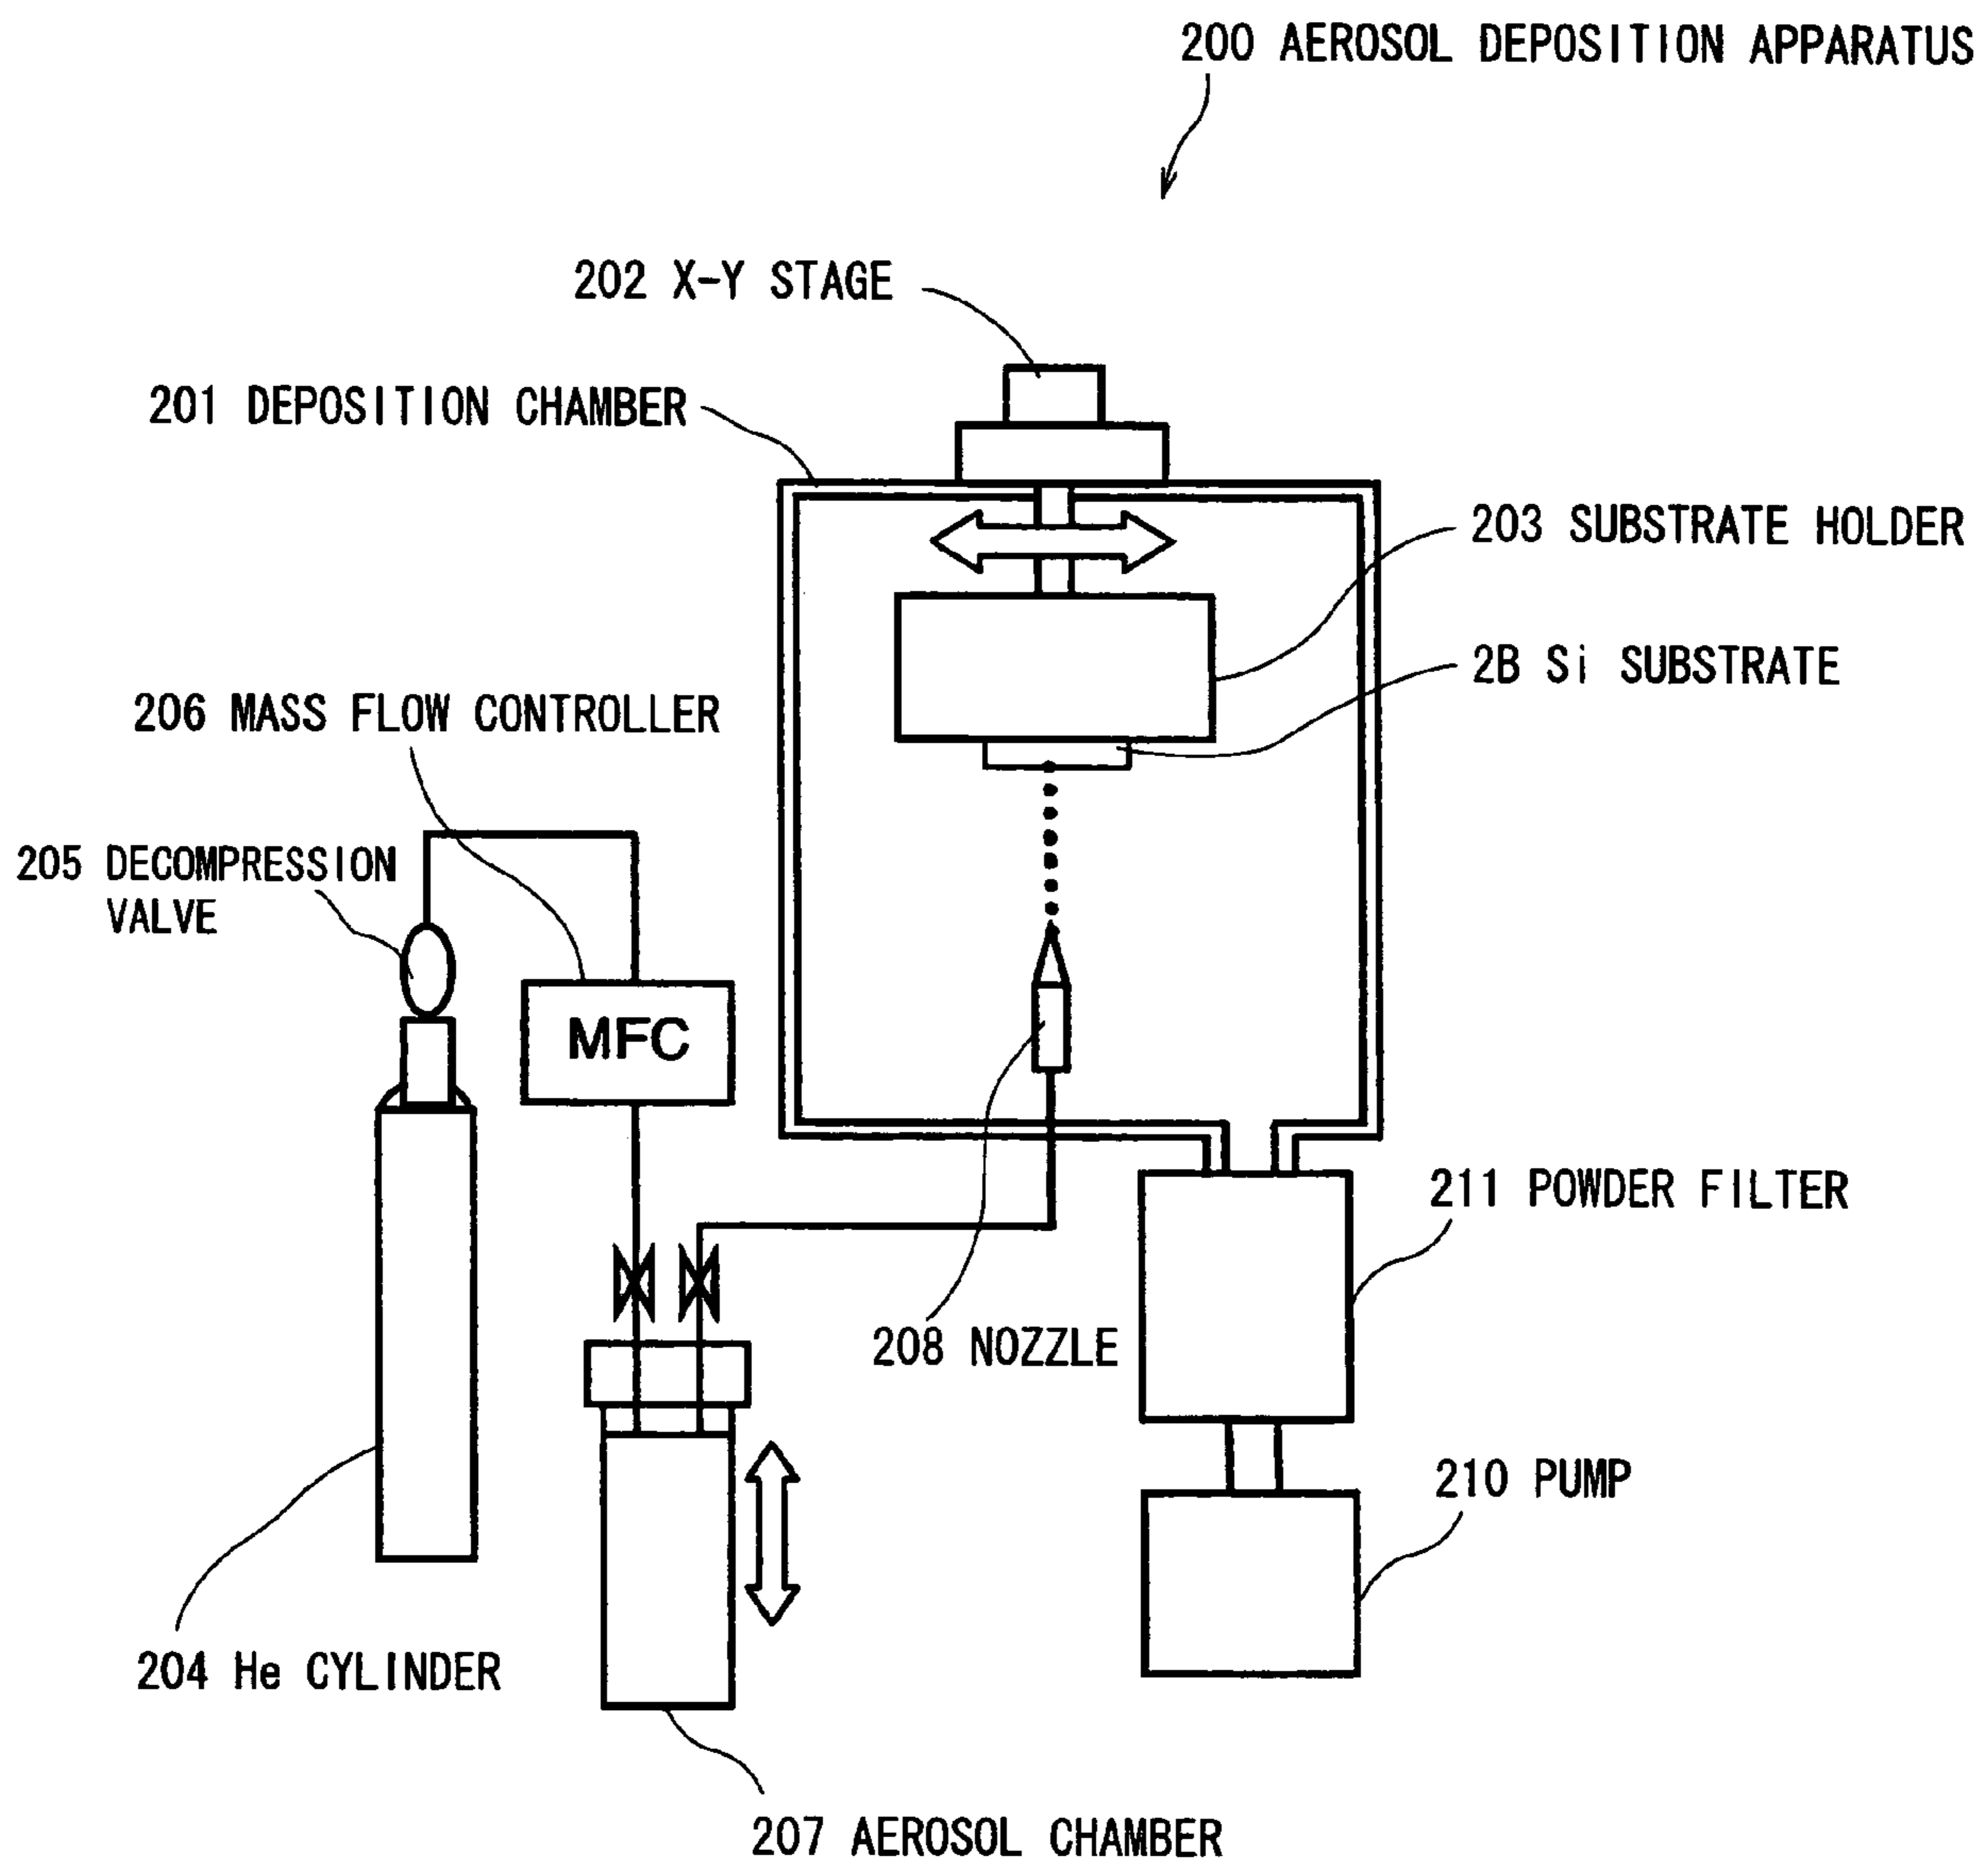 200 AEROSOL DEPOSITION APPARATUS
202 X-Y STAGE
201 DEPOSITION CHAMBER
203 SUBSTRATE HOLDER
2B Si SUBSTRATE
206 MASS FLOW CONTROLLER
205 DECOMPRESSION
VALVE
MFC
211 POWDER FILTER
208 NOZZLE
210 PUMP
204 He CYLINDER
207 AEROSOL CHAMBER